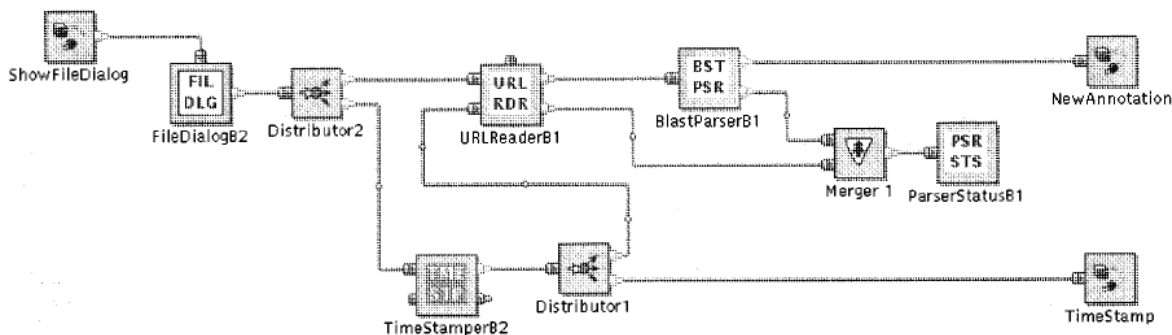 ShowFileDialog
FIL
DLG
FileDialogB2
Distributor2
URL
RDR
URLReaderB1
BST
PSR
BlastParserB1
NewAnnotation
Merger 1
PSR
STS
ParserStatusB1
TimeStamperB2
Distributor1
TimeStamp